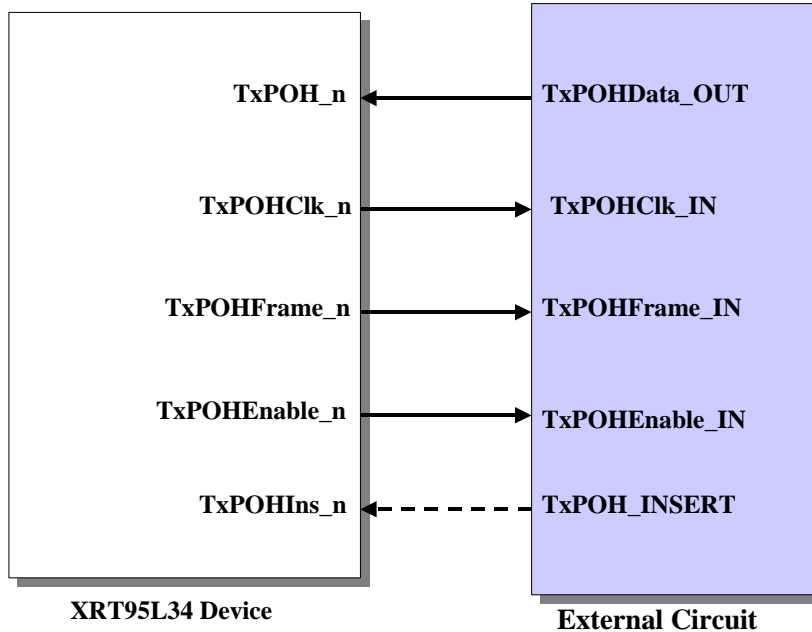 TxPOH_n TxPOHData_OUT
TxPOHClk_n TxPOHClk_IN
TxPOHFrame_n TxPOHFrame_IN
TxPOHEnable_n TxPOHEnable_IN
TxPOHIns_n TxPOH_INSERT
XRT95L34 Device External Circuit